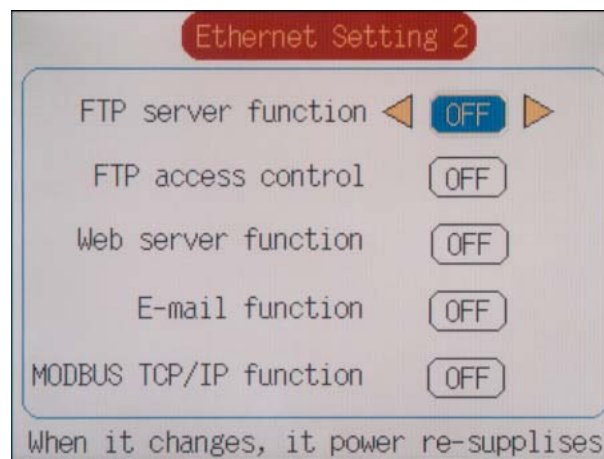 Ethernet Setting 2
FTP server function OFF
FTP access control OFF
Web server function OFF
E-mail function OFF
MODBUS TCP/IP function OFF
When it changes, it power re-supplises